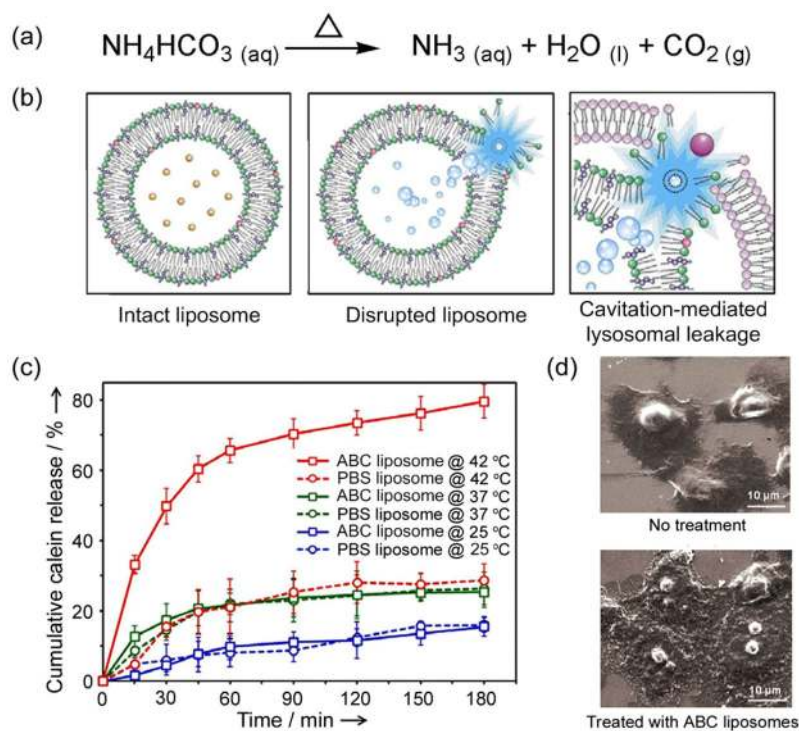 (a)
NH₄HCO₃ (aq) △ NH₃ (aq) + H₂O (l) + CO₂ (g)
(b)
Intact liposome
Disrupted liposome
Cavitation-mediated
lysosomal leakage
(c)
Cumulative calein release / % →
80
60
40
20
0
ABC liposome @ 42 °C
PBS liposome @ 42 °C
ABC liposome @ 37 °C
PBS liposome @ 37 °C
ABC liposome @ 25 °C
PBS liposome @ 25 °C
0 30 60 90 120 150 180
Time / min →
(d)
10 µm
No treatment
10 µm
Treated with ABC liposomes